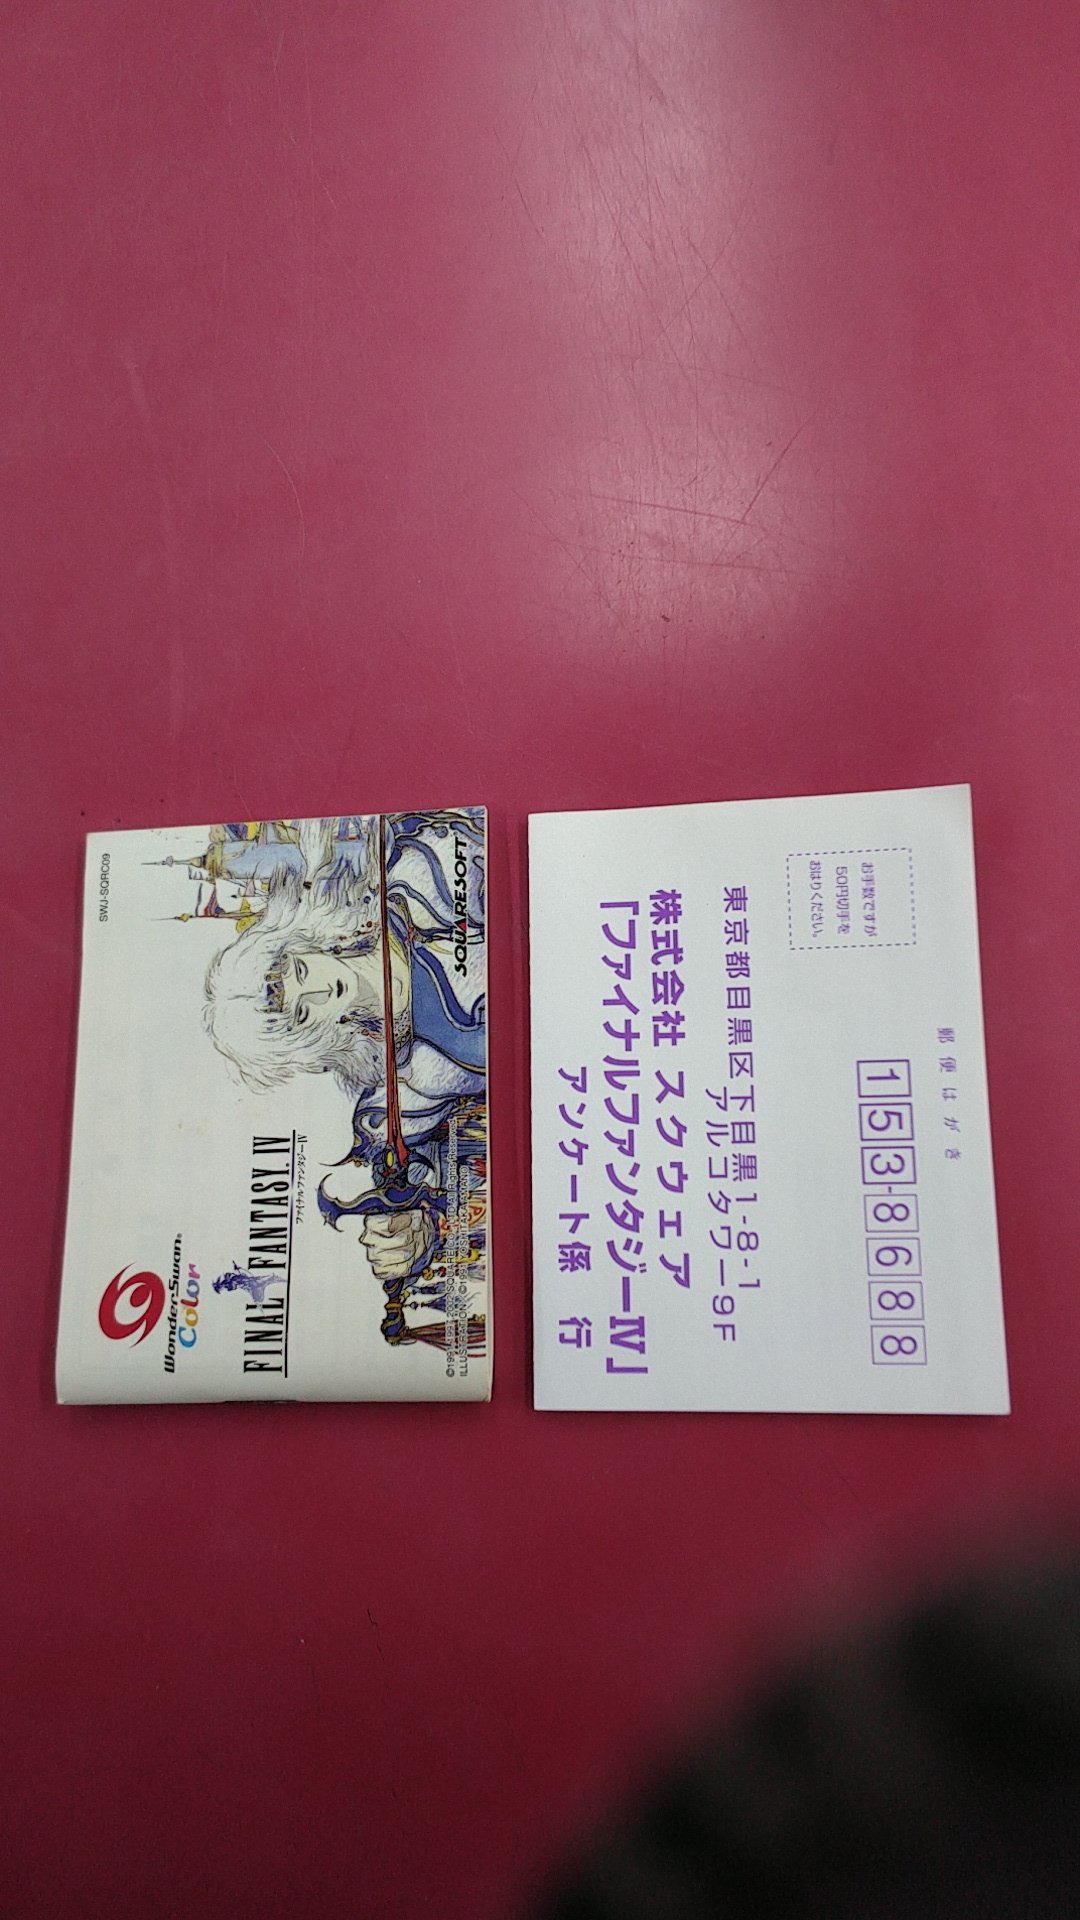 SWJ-SQRC09
WonderSwan
Color
FINAL FANTASY IV
ファイナルファンタジーIV
SQUARESOFT
ILLUSTRATION: ©1991 YOSHITAKA AMANO
郵便はがき
153-8688
お手数ですが
50円切手を
おはりください。
東京都目黒区下目黒1-8-1
アルコタワー9F
株式会社 スクウェア
「ファイナルファンタジーIV」
アンケート係 行